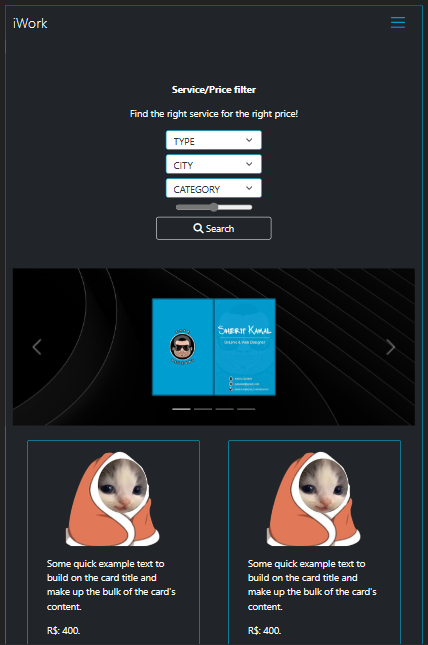 iWork
Service/Price filter
Find the right service for the right price!
TYPE
CITY
CATEGORY
Search
SHERIF KAMAL
Some quick example text to
build on the card title and
make up the bulk of the card's
content.
R$: 400.
Some quick example text to
build on the card title and
make up the bulk of the card's
content.
R$: 400.